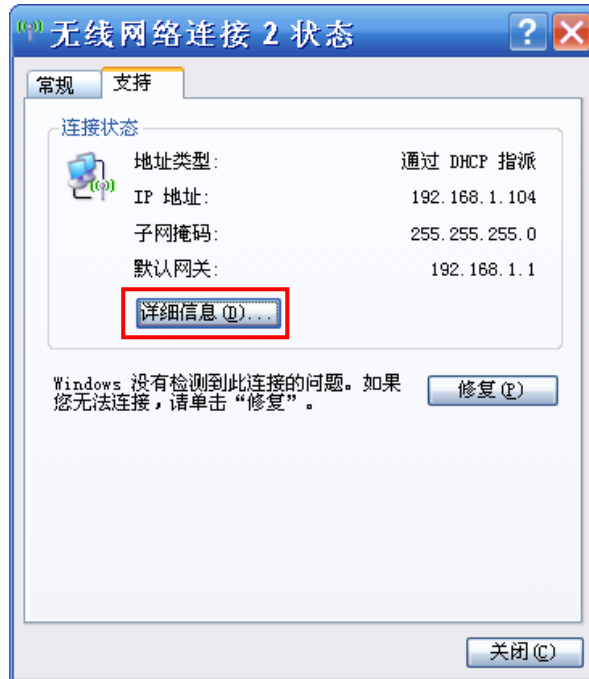 无线网络连接 2 状态
常规 支持
连接状态
地址类型: 通过 DHCP 指派
IP 地址: 192.168.1.104
子网掩码: 255.255.255.0
默认网关: 192.168.1.1
详细信息(D)...
Windows 没有检测到此连接的问题。如果
您无法连接，请单击“修复”。
修复(P)
关闭(C)